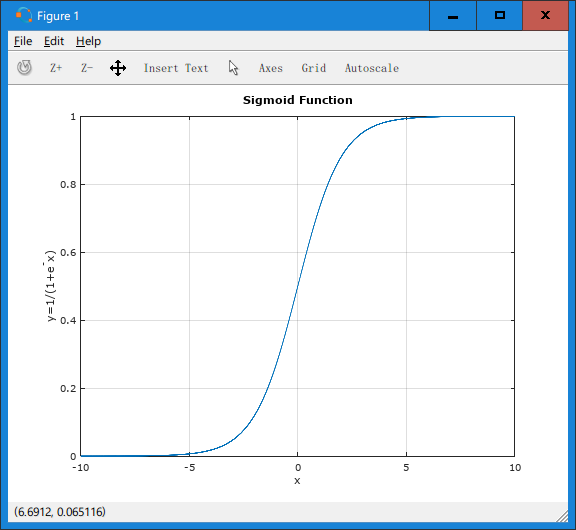 Figure 1
File Edit Help
Z+ Z- Insert Text Axes Grid Autoscale
Sigmoid Function
1
0.8
0.6
0.4
0.2
0
y=1/(1+e⁻x)
-10 -5 0 5 10
x
(6.6912, 0.065116)